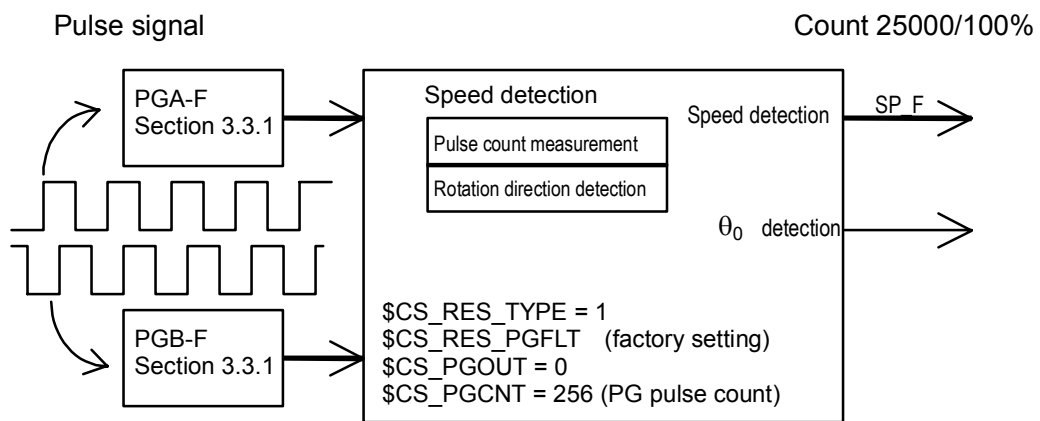 Pulse signal
Count 25000/100%
PGA-F
Section 3.3.1
Speed detection
Pulse count measurement
Rotation direction detection
Speed detection
SP_F
θ0 detection
PGB-F
Section 3.3.1
$CS_RES_TYPE = 1
$CS_RES_PGFLT (factory setting)
$CS_PGOUT = 0
$CS_PGCNT = 256 (PG pulse count)